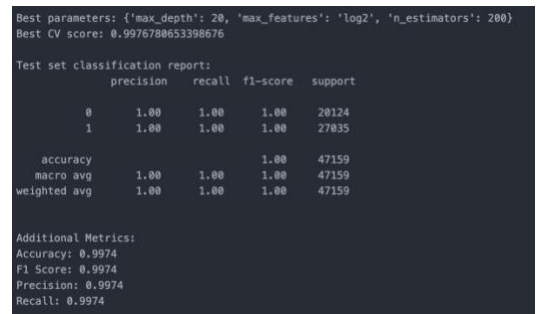 Best parameters: {'max_depth': 20, 'max_features': 'log2', 'n_estimators': 200}
Best CV score: 0.9976780653398676
Test set classification report:
precision recall f1-score support
0 1.00 1.00 1.00 20124
1 1.00 1.00 1.00 27035
accuracy 1.00 47159
macro avg 1.00 1.00 1.00 47159
weighted avg 1.00 1.00 1.00 47159
Additional Metrics:
Accuracy: 0.9974
F1 Score: 0.9974
Precision: 0.9974
Recall: 0.9974